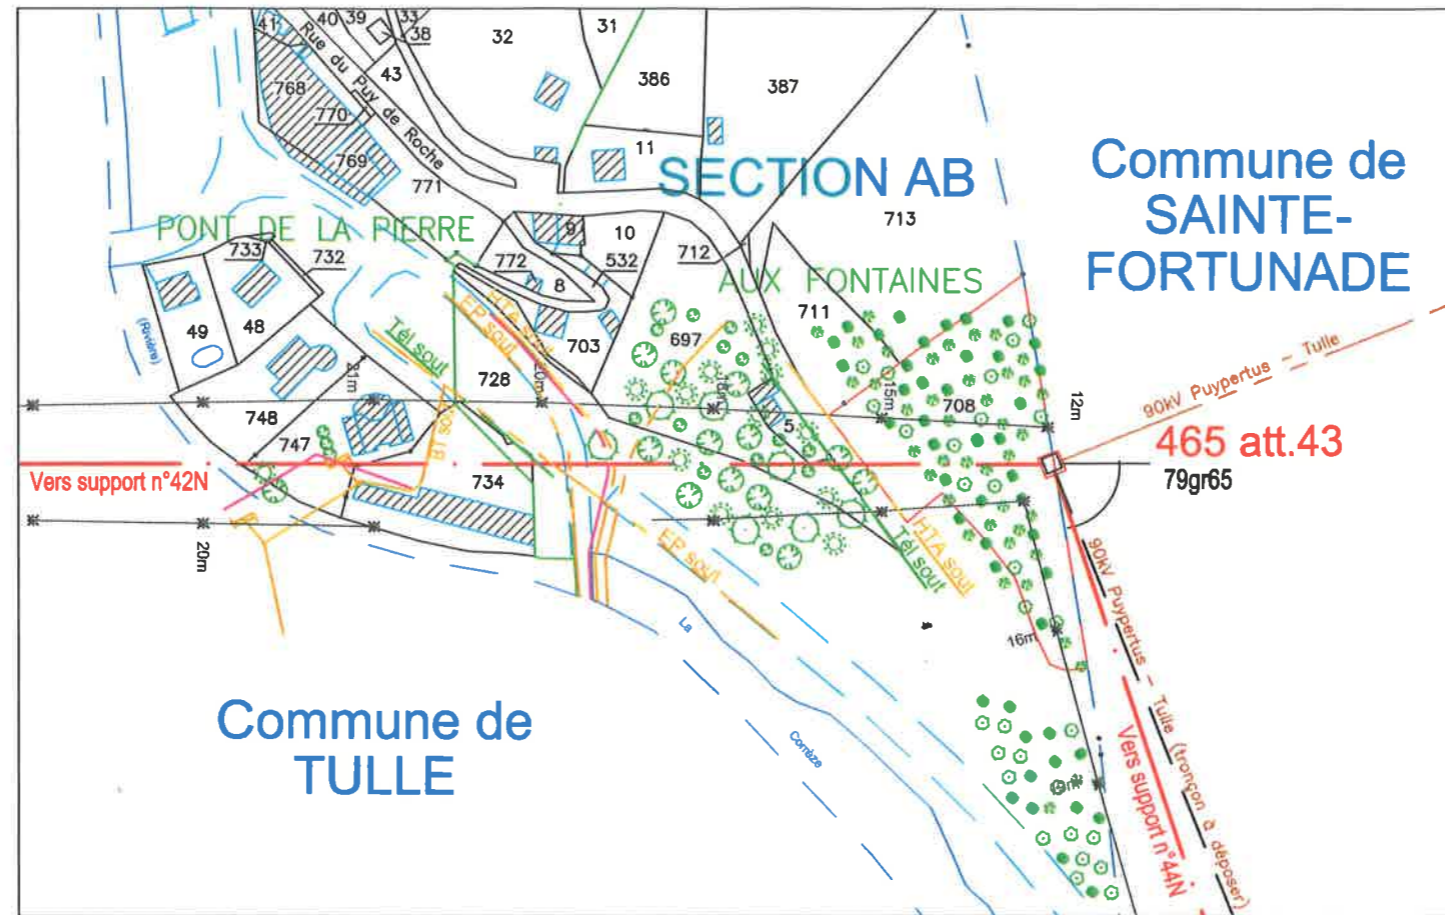 41
40
39
33
38
32
31
Rue du Puy de Roche
43
386
387
768
770
769
11
771
SECTION AB
Commune de
SAINTE-
FORTUNADE
713
PONT DE LA PIERRE
733
732
9
10
772
532
712
8
AUX FONTAINES
49
48
(Rivière)
Tél sout
HTA sout
EP sout
703
697
711
728
21m
20m
18m
15m
708
12m
90kV Puypertus - Tulle
748
747
BT sout
5
465 att.43
79gr65
Vers support n°42N
734
20m
EP sout
Tél sout
HTA sout
16m
90kV Puypertus - Tulle (tronçon à déposer)
La
Corrèze
Commune de
TULLE
Vers support n°44N